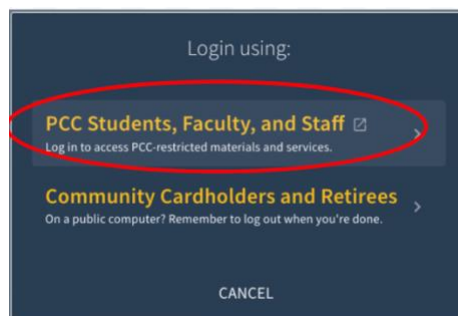 Login using:
PCC Students, Faculty, and Staff
Log in to access PCC-restricted materials and services.
Community Cardholders and Retirees
On a public computer? Remember to log out when you're done.
CANCEL